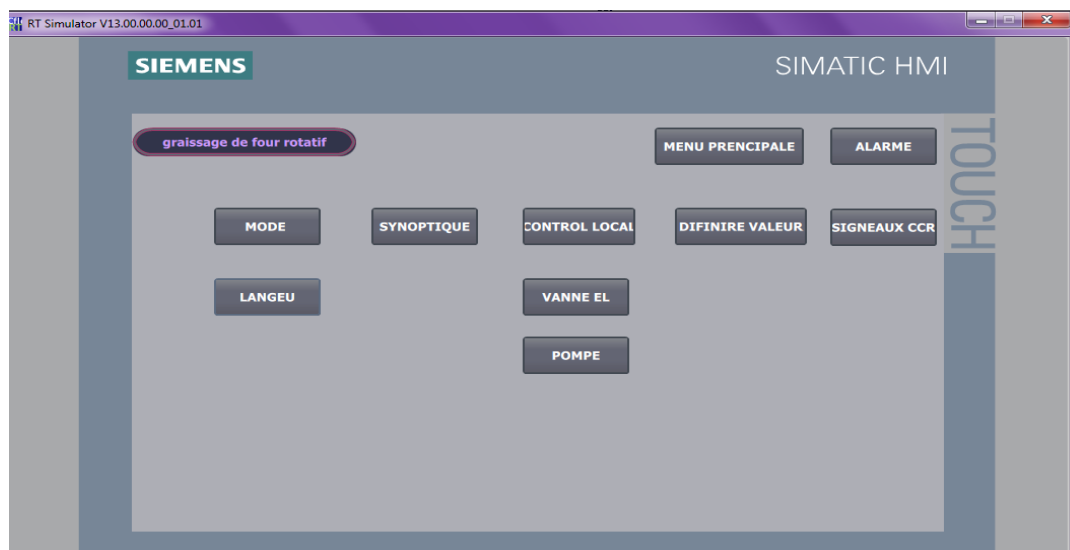 RT Simulator V13.00.00.00_01.01
SIEMENS
SIMATIC HMI
TOUCH
graissage de four rotatif
MENU PRENCIPALE
ALARME
MODE
SYNOPTIQUE
CONTROL LOCAL
DIFINIRE VALEUR
SIGNEAUX CCR
LANGEU
VANNE EL
POMPE